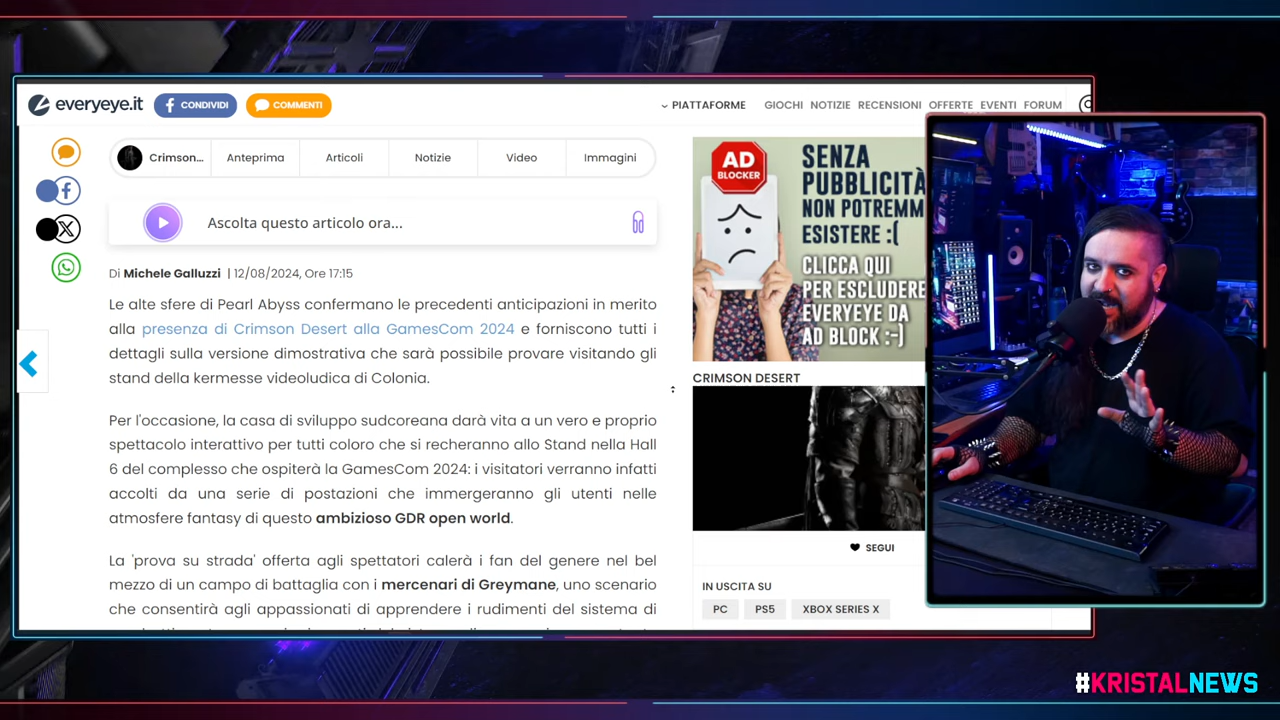 everyeye.it
CONDIVIDI
COMMENTI
PIATTAFORME
GIOCHI
NOTIZIE
RECENSIONI
OFFERTE
EVENTI
FORUM
Crimson...
Anteprima
Articoli
Notizie
Video
Immagini
Ascolta questo articolo ora...
Di Michele Galluzzi | 12/08/2024, Ore 17:15
Le alte sfere di Pearl Abyss confermano le precedenti anticipazioni in merito
alla presenza di Crimson Desert alla GamesCom 2024 e forniscono tutti i
dettagli sulla versione dimostrativa che sarà possibile provare visitando gli
stand della kermesse videoludica di Colonia.
Per l'occasione, la casa di sviluppo sudcoreana darà vita a un vero e proprio
spettacolo interattivo per tutti coloro che si recheranno allo Stand nella Hall
6 del complesso che ospiterà la GamesCom 2024: i visitatori verranno infatti
accolti da una serie di postazioni che immergeranno gli utenti nelle
atmosfere fantasy di questo ambizioso GDR open world.
La 'prova su strada' offerta agli spettatori calerà i fan del genere nel bel
mezzo di un campo di battaglia con i mercenari di Greymane, uno scenario
che consentirà agli appassionati di apprendere i rudimenti del sistema di
AD
BLOCKER
SENZA
PUBBLICITÀ
NON POTREMM
ESISTERE :(
CLICCA QUI
PER ESCLUDERE
EVERYEYE DA
AD BLOCK :-)
CRIMSON DESERT
SEGUI
IN USCITA SU
PC
PS5
XBOX SERIES X
#KRISTALNEWS